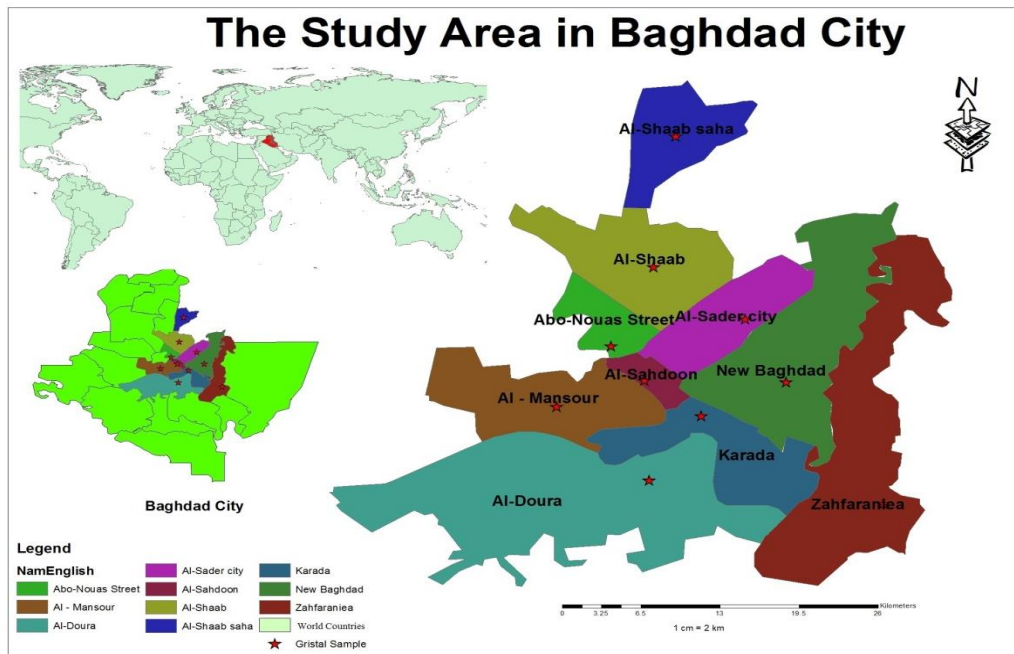 The Study Area in Baghdad City
N
Al-Shaab saha
Al-Shaab
Abo-Nouas Street
Al-Sader city
Al-Sahdoon
New Baghdad
Al - Mansour
Karada
Al-Doura
Zahfaraniea
Baghdad City
Legend
NamEnglish
Abo-Nouas Street
Al - Mansour
Al-Doura
Al-Sader city
Al-Sahdoon
Al-Shaab
Al-Shaab saha
Karada
New Baghdad
Zahfaraniea
World Countries
Gristal Sample
Kilometers
0 3.25 6.5 13 19.5 26
1 cm = 2 km